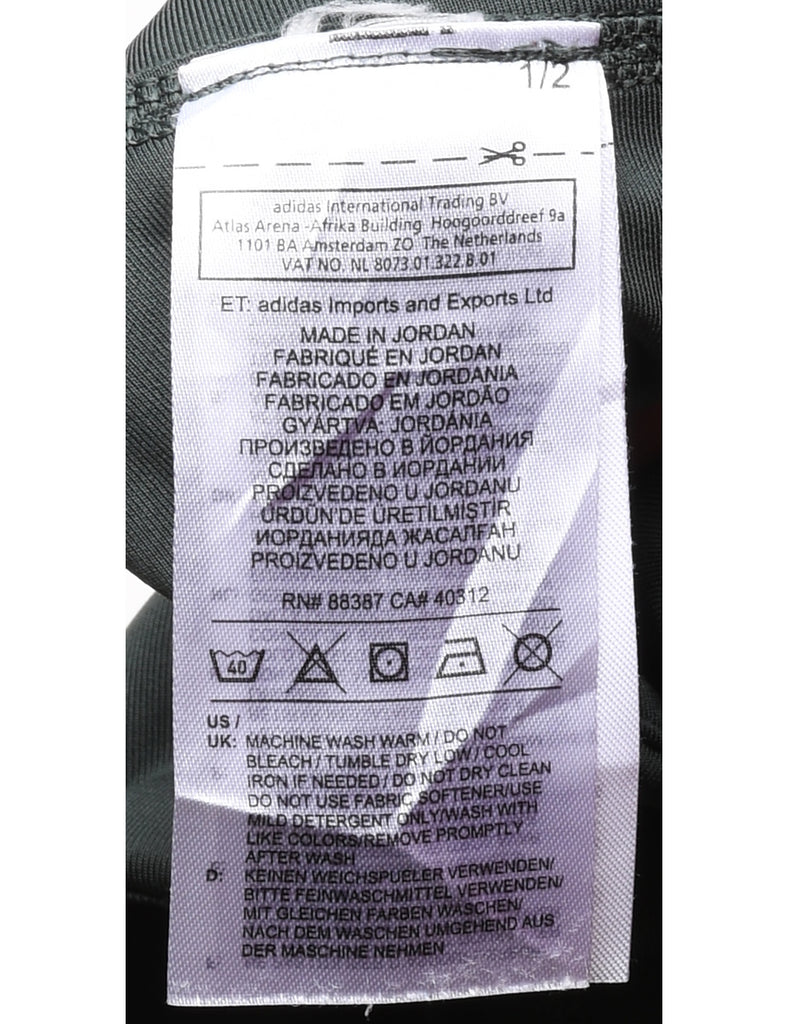 1/2
adidas International Trading BV
Atlas Arena -Afrika Building Hoogoorddreef 9a
1101 BA Amsterdam ZO The Netherlands
VAT NO. NL 8073.01.322.B.01
ET: adidas Imports and Exports Ltd
MADE IN JORDAN
FABRIQUÉ EN JORDAN
FABRICADO EN JORDANIA
FABRICADO EM JORDÃO
GYÁRTVA: JORDÁNIA
ПРОИЗВЕДЕНО В ЙОРДАНИЯ
СДЕЛАНО В ИОРДАНИИ
PROIZVEDENO U JORDANU
ÜRDÜN'DE ÜRETİLMİSTİR
ИОРДАНИЯДА ЖАСАЛҒАН
PROIZVEDENO U JORDANU
RN# 88387 CA# 40312
40
US /
UK: MACHINE WASH WARM / DO NOT
BLEACH / TUMBLE DRY LOW / COOL
IRON IF NEEDED / DO NOT DRY CLEAN
DO NOT USE FABRIC SOFTENER/USE
MILD DETERGENT ONLY/WASH WITH
LIKE COLORS/REMOVE PROMPTLY
AFTER WASH
D: KEINEN WEICHSPUELER VERWENDEN/
BITTE FEINWASCHMITTEL VERWENDEN/
MIT GLEICHEN FARBEN WASCHEN/
NACH DEM WASCHEN UMGEHEND AUS
DER MASCHINE NEHMEN